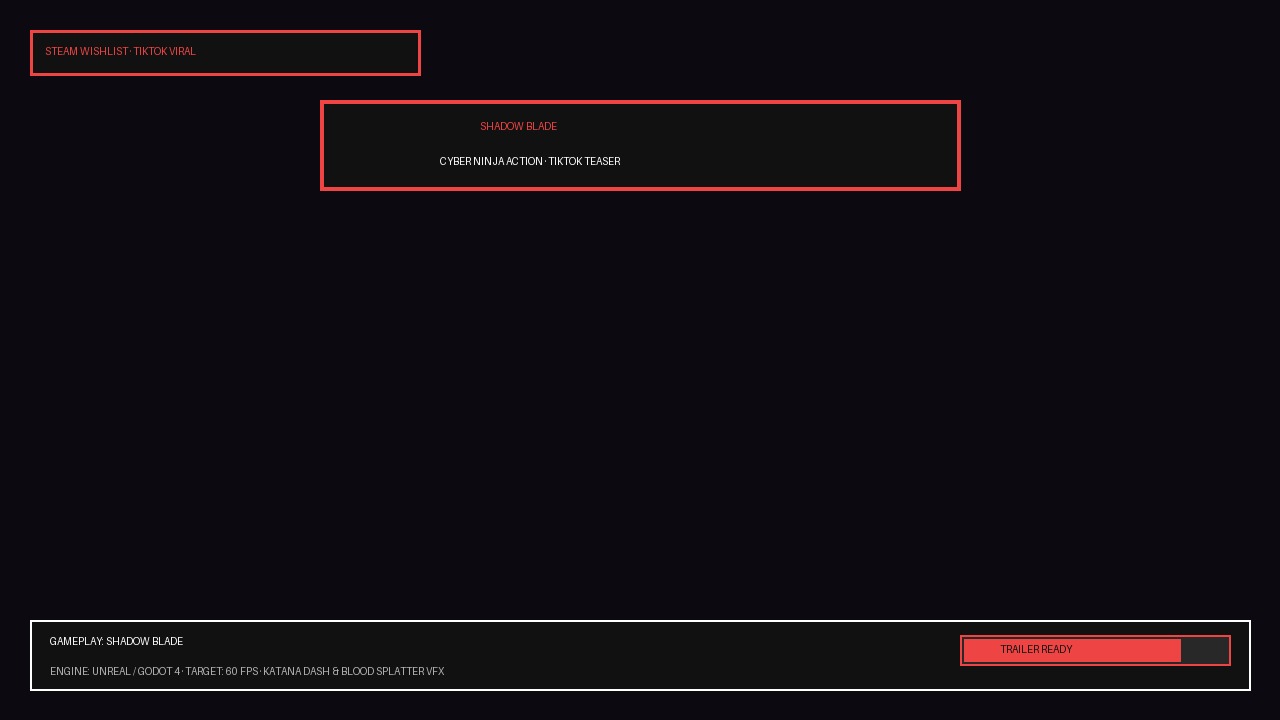 STEAM WISHLIST · TIKTOK VIRAL
SHADOW BLADE
CYBER NINJA ACTION · TIKTOK TEASER
GAMEPLAY: SHADOW BLADE
TRAILER READY
ENGINE: UNREAL / GODOT 4 · TARGET: 60 FPS · KATANA DASH & BLOOD SPLATTER VFX